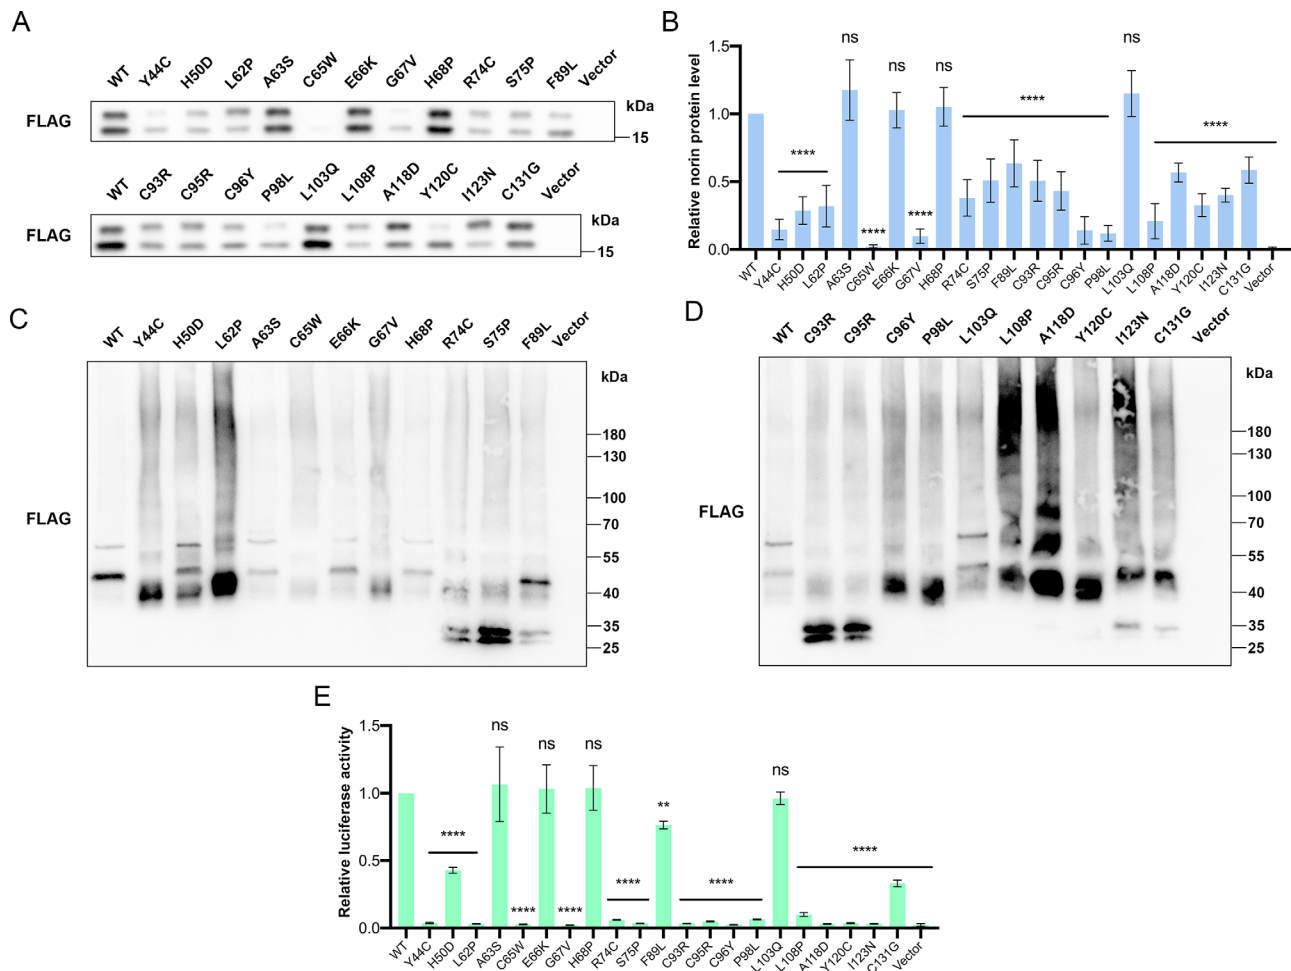 A
WT Y44C H50D L62P A63S C65W E66K G67V H68P R74C S75P F89L Vector
kDa
FLAG
15
WT C93R C95R C96Y P98L L103Q L108P A118D Y120C I123N C131G Vector
kDa
FLAG
15
B
Relative norin protein level
1.5
1.0
0.5
0.0
ns ns ns ns
**** **** **** **** ****
WT Y44C H50D L62P A63S C65W E66K G67V H68P R74C S75P F89L C93R C95R C96Y P98L L103Q L108P A118D Y120C I123N C131G Vector
C
WT Y44C H50D L62P A63S C65W E66K G67V H68P R74C S75P F89L Vector
kDa
180
130
100
FLAG
70
55
40
35
25
D
WT C93R C95R C96Y P98L L103Q L108P A118D Y120C I123N C131G Vector
kDa
180
130
100
FLAG
70
55
40
35
25
E
Relative luciferase activity
1.5
1.0
0.5
0.0
ns ns ns ns
**** **** **** **** ** **** ****
WT Y44C H50D L62P A63S C65W E66K G67V H68P R74C S75P F89L C93R C95R C96Y P98L L103Q L108P A118D Y120C I123N C131G Vector